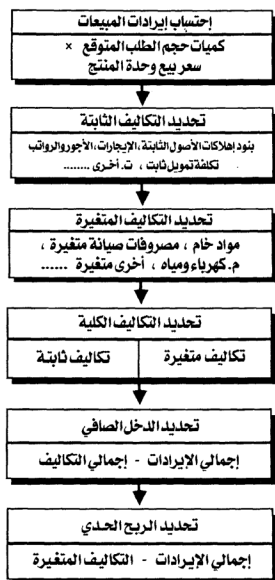 إحتساب إيرادات المبيعات
كميات حجم الطلب المتوقع ×
سعر بيع وحدة المنتج
تحديد التكاليف الثابتة
بنود إهلاكات الأصول الثابتة، الإيجارات، الأجور والرواتب
تكلفة تمويل ثابت ، ت. أخرى ........
تحديد التكاليف المتغيرة
مواد خام ، مصروفات صيانة متغيرة ،
م. كهرباء ومياه ، أخرى متغيرة ......
تحديد التكاليف الكلية
تكاليف متغيرة تكاليف ثابتة
تحديد الدخل الصافي
إجمالي الإيرادات - إجمالي التكاليف
تحديد الربح الحدي
إجمالي الإيرادات - التكاليف المتغيرة